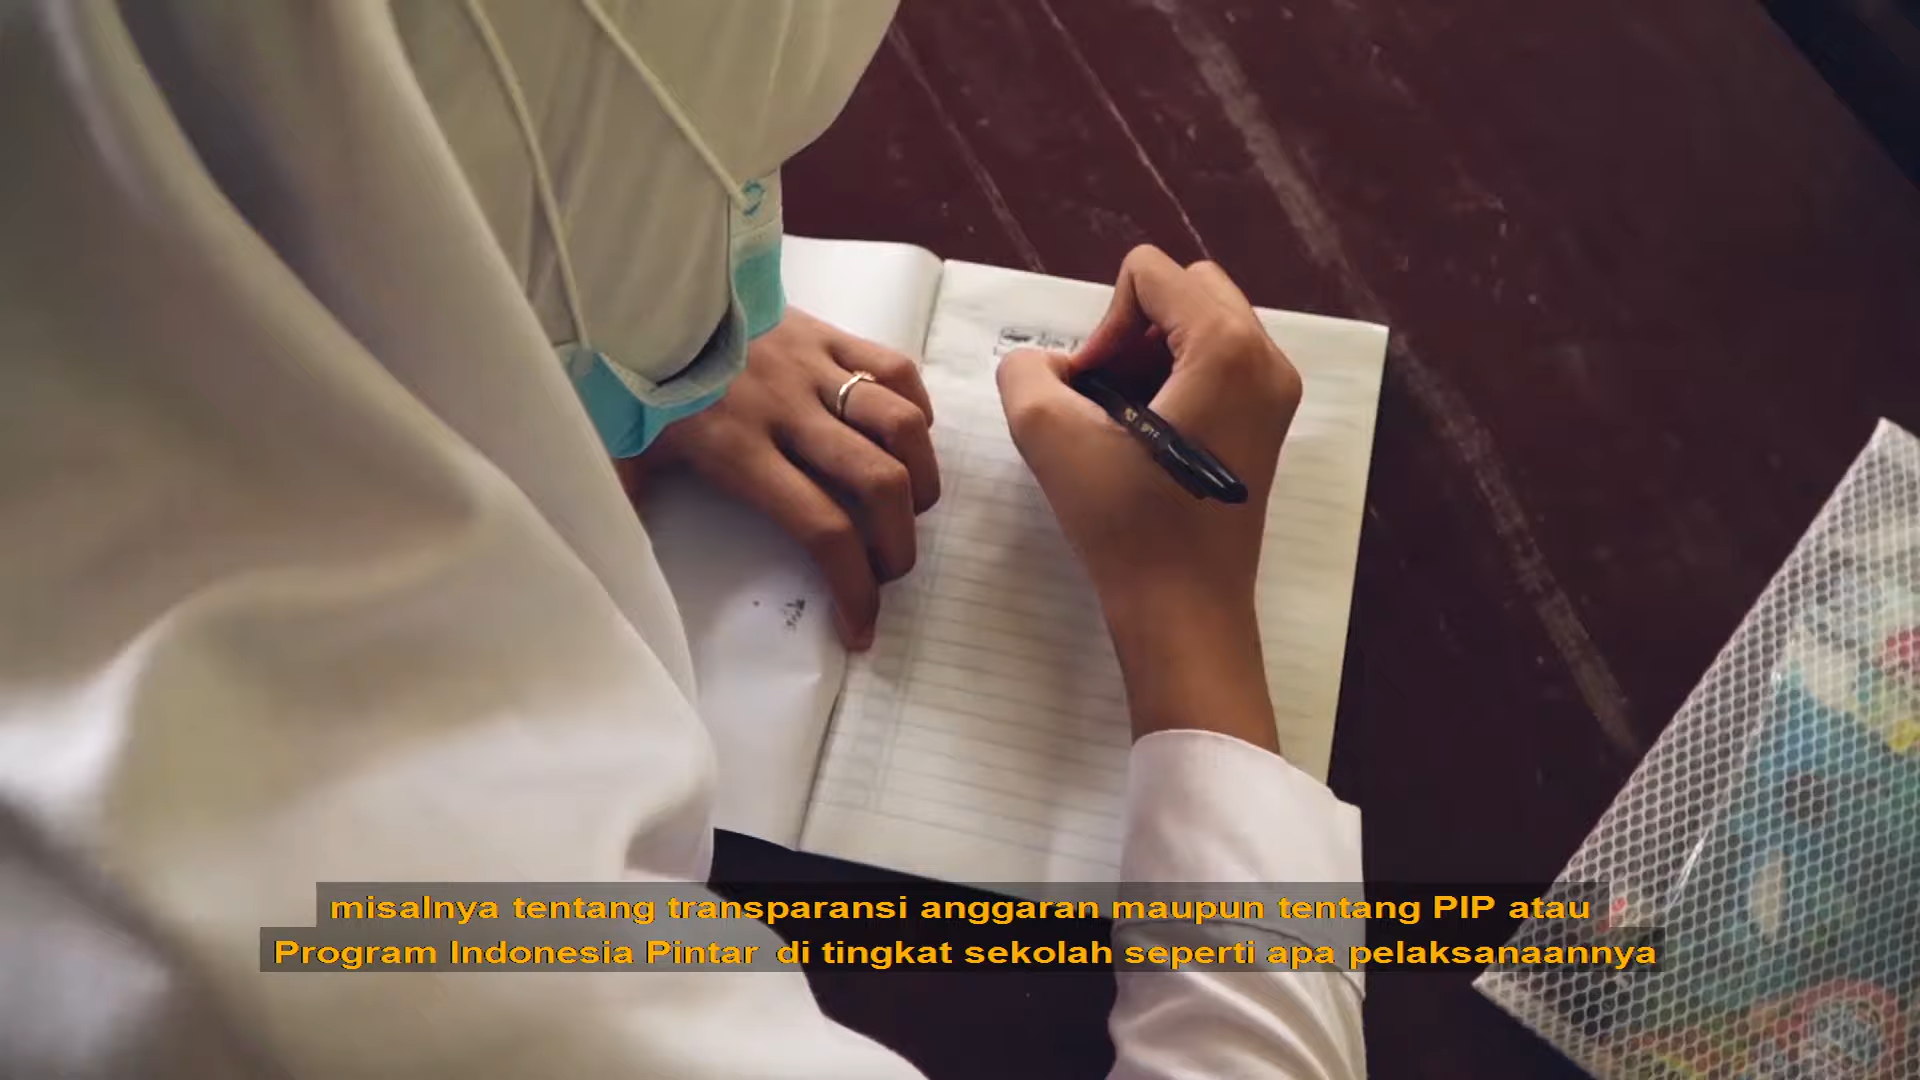 misalnya tentang transparansi anggaran maupun tentang PIP atau
Program Indonesia Pintar di tingkat sekolah seperti apa pelaksanaannya